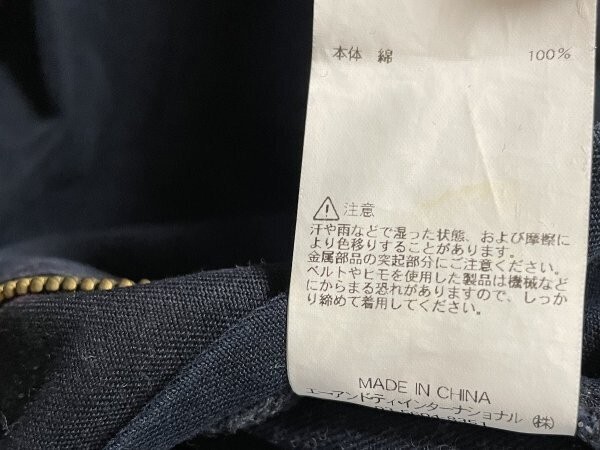 本体 綿 100%
⚠注意
汗や雨などで湿った状態、および摩擦に
より色移りすることがあります。
金属部品の突起部分にご注意ください。
ベルトやヒモを使用した製品は機械など
にからまる恐れがありますので、しっか
り締めて着用してください。
MADE IN CHINA
エーアンドティ・インターナショナル(株)